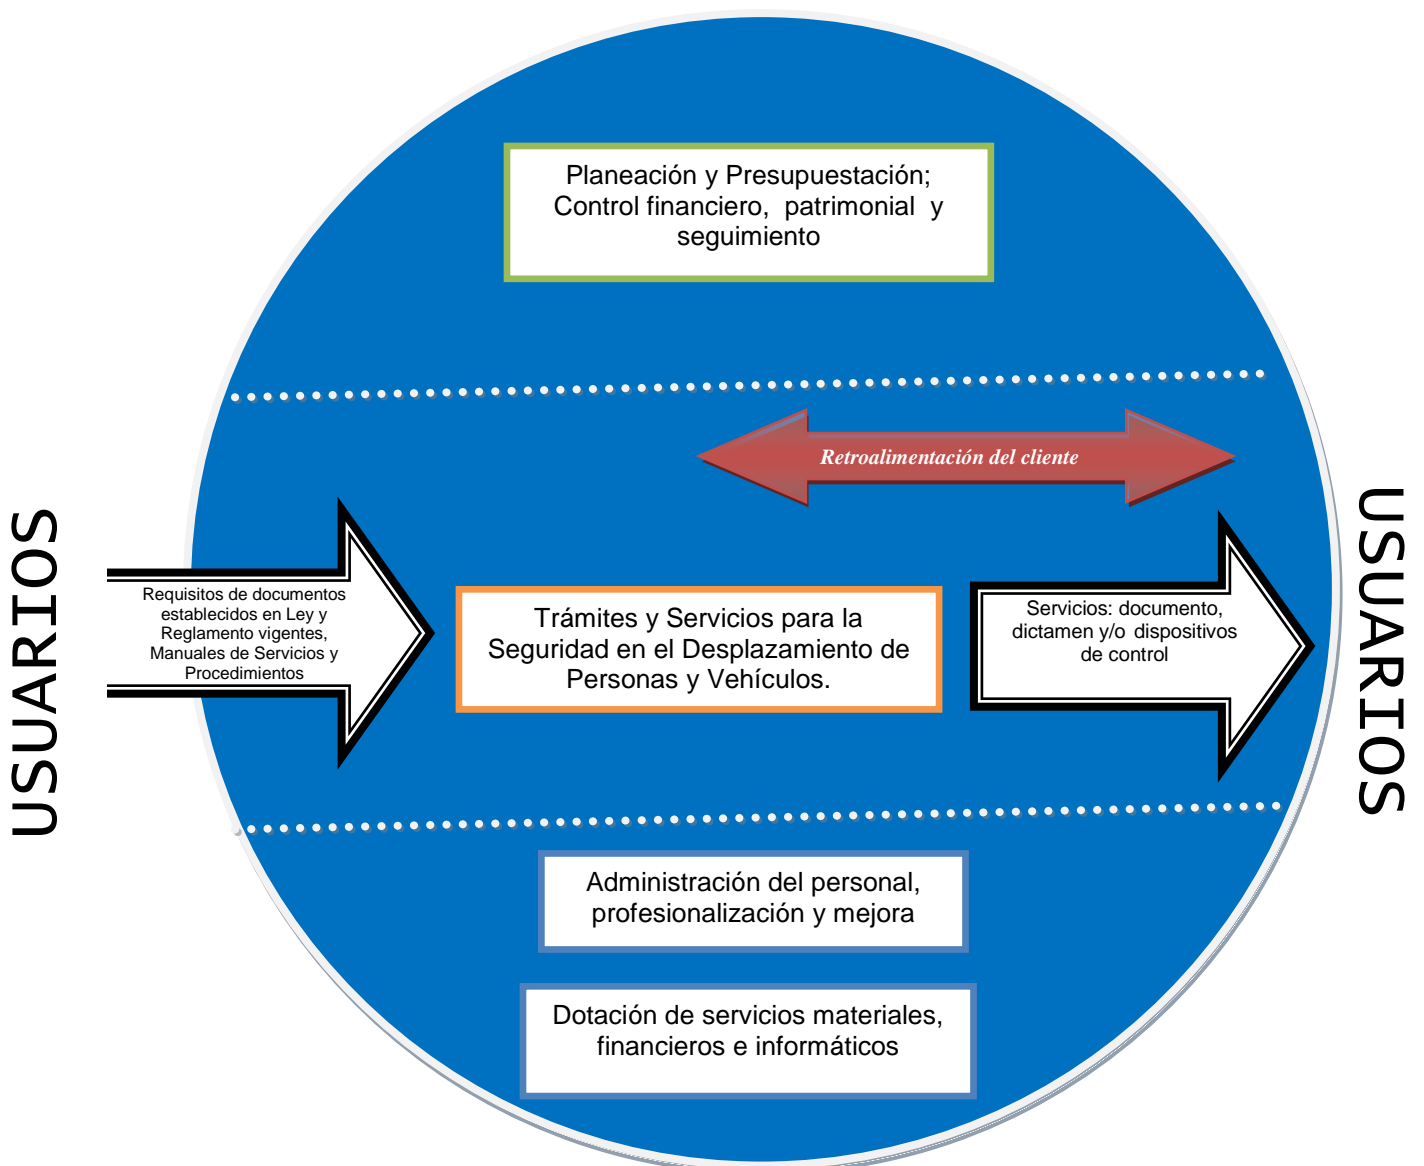 Planeación y Presupuestación;
Control financiero, patrimonial y
seguimiento
Retroalimentación del cliente
USUARIOS
Requisitos de documentos
establecidos en Ley y
Reglamento vigentes,
Manuales de Servicios y
Procedimientos
Trámites y Servicios para la
Seguridad en el Desplazamiento de
Personas y Vehículos.
Servicios: documento,
dictamen y/o dispositivos
de control
USUARIOS
Administración del personal,
profesionalización y mejora
Dotación de servicios materiales,
financieros e informáticos